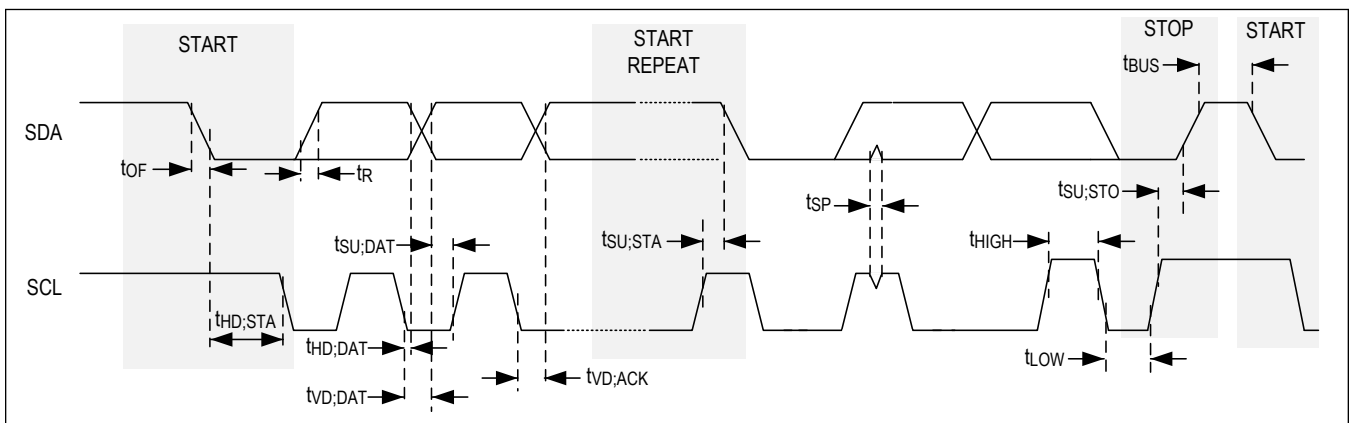 START
START
REPEAT
STOP
START
tBUS
SDA
tOF
tR
tSP
tSU;STO
tSU;DAT
tSU;STA
tHIGH
SCL
tHD;STA
tHD;DAT
tLOW
tVD;ACK
tVD;DAT